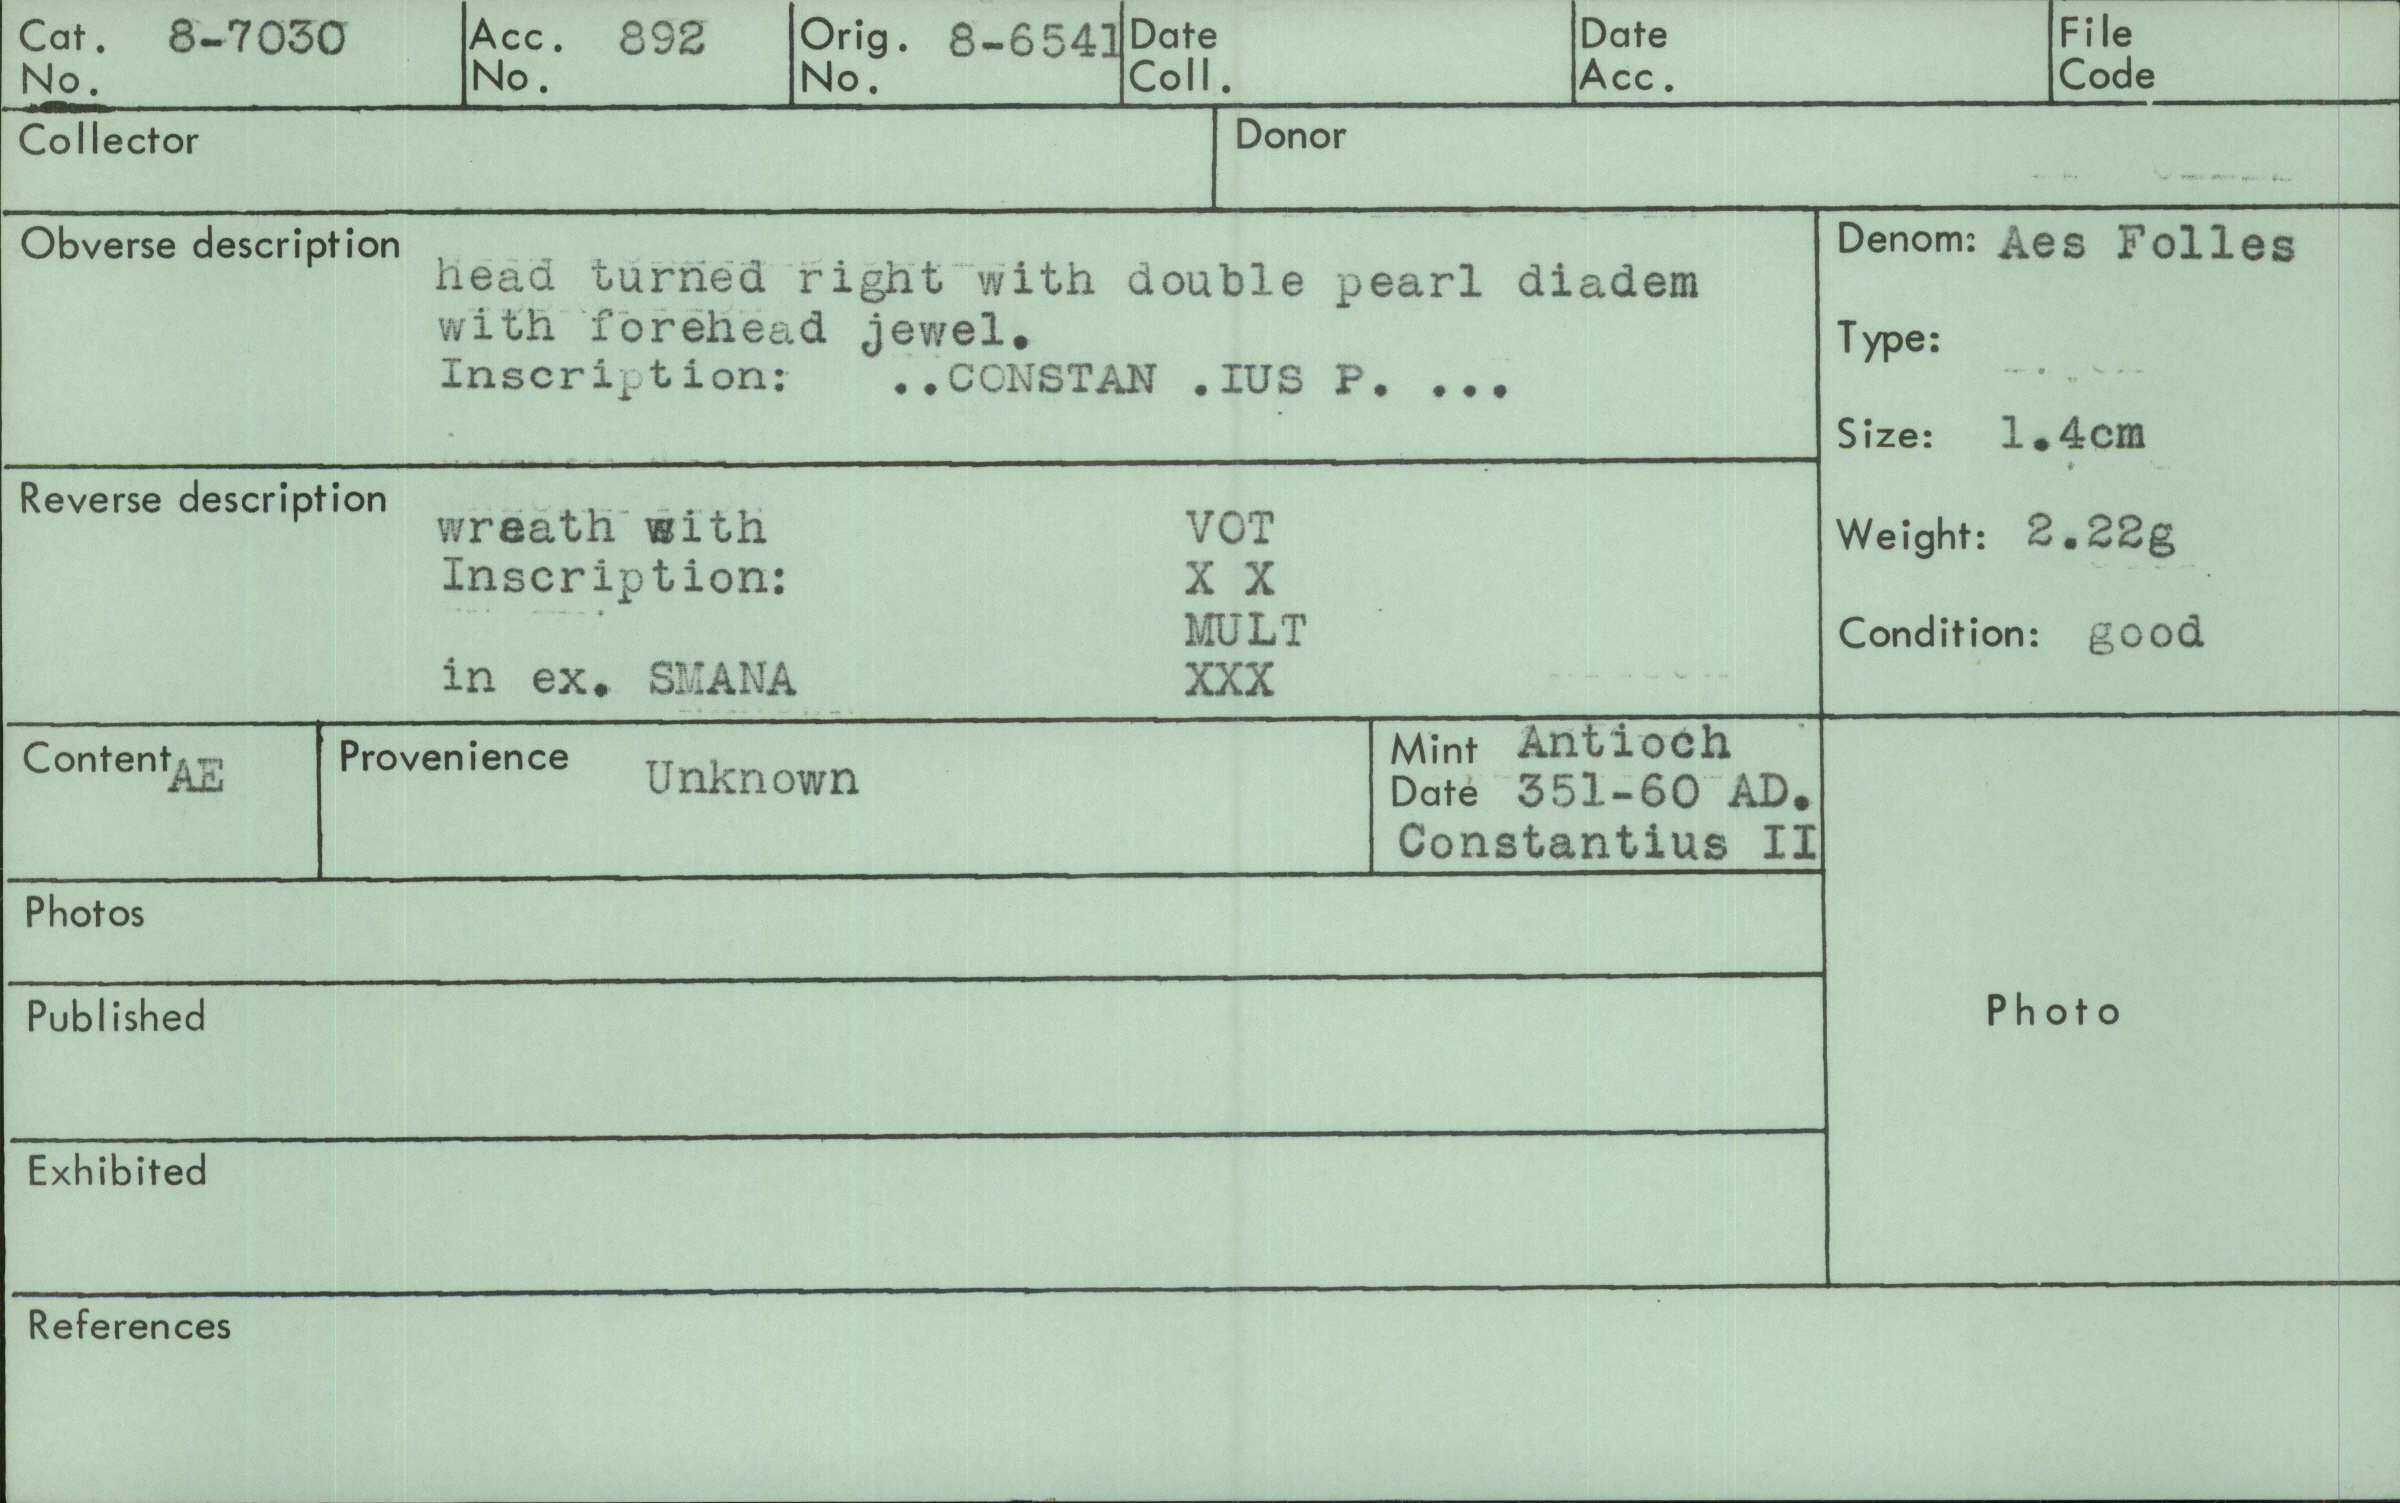 Cat. No. 8-7030 Acc. No. 892 Orig. No. 8-6541 Date Coll. Date Acc. File Code
Collector Donor
Obverse description
head turned right with double pearl diadem
with forehead jewel.
Inscription: ..CONSTAN .IUS P. ...
Denom: Aes Folles
Type:
Size: 1.4cm
Weight: 2.22g
Condition: good
Reverse description
wreath with VOT
Inscription: X X
MULT
in ex. SMANA XXX
Content AE Provenience Unknown
Mint Antioch
Date 351-60 AD.
Constantius II
Photos
Published
Photo
Exhibited
References